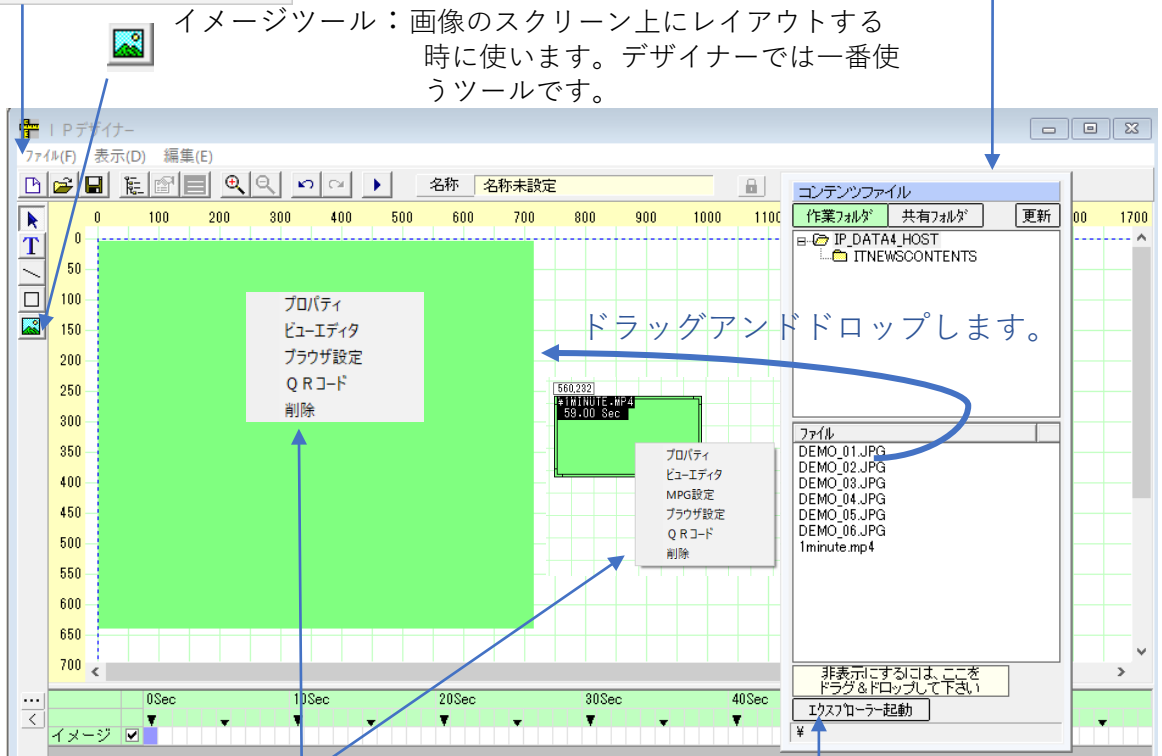 イメージツール：画像のスクリーン上にレイアウトする
時に使います。デザイナーでは一番使
うツールです。
ＩＰデザイナー
ファイル(F) 表示(D) 編集(E)
名称 名称未設定
コンテンツファイル
作業フォルダ 共有フォルダ 更新
0 100 200 300 400 500 600 700 800 900 1000 1100 00 1700
0
50
100
150
200
250
300
350
400
450
500
550
600
650
700
IP_DATA4_HOST
ITNEWSCONTENTS
プロパティ
ビューエディタ
ブラウザ設定
ＱＲコード
削除
ドラッグアンドドロップします。
560,232
*1MINUTE.MP4
59.00 Sec
プロパティ
ビューエディタ
MPG設定
ブラウザ設定
ＱＲコード
削除
ファイル
DEMO_01.JPG
DEMO_02.JPG
DEMO_03.JPG
DEMO_04.JPG
DEMO_05.JPG
DEMO_06.JPG
1minute.mp4
非表示にするには、ここを
ドラグ＆ドロップして下さい
エクスプローラー起動
¥
0Sec 10Sec 20Sec 30Sec 40Sec
イメージ